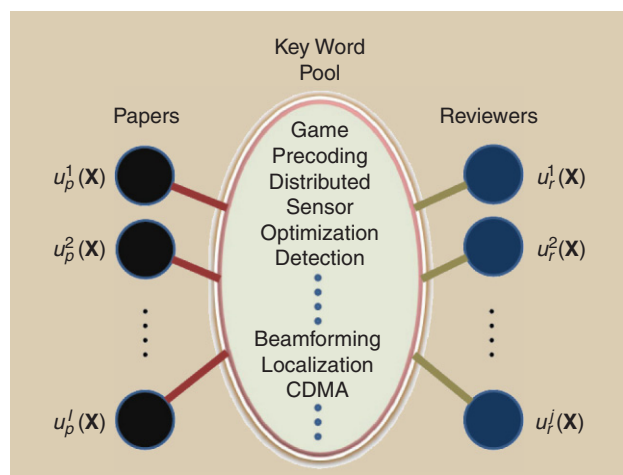 Key Word
Pool
Papers
Reviewers
Game
Precoding
Distributed
Sensor
Optimization
Detection
Beamforming
Localization
CDMA
u_p^1(X)
u_p^2(X)
u_p^I(X)
u_r^1(X)
u_r^2(X)
u_r^j(X)